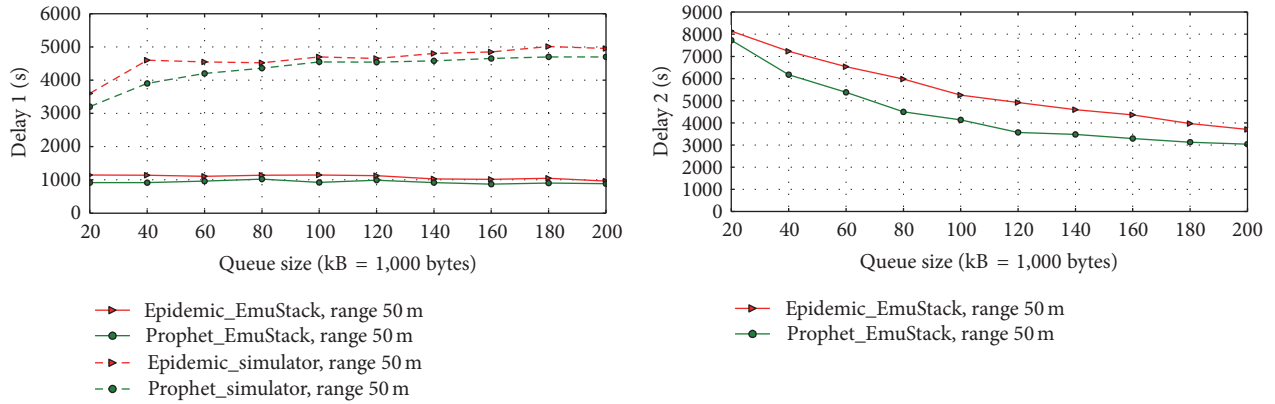 Delay 1 (s)
6000
5000
4000
3000
2000
1000
0
20 40 60 80 100 120 140 160 180 200
Queue size (kB = 1,000 bytes)
Epidemic_EmuStack, range 50 m
Prophet_EmuStack, range 50 m
Epidemic_simulator, range 50 m
Prophet_simulator, range 50 m
Delay 2 (s)
9000
8000
7000
6000
5000
4000
3000
2000
1000
0
20 40 60 80 100 120 140 160 180 200
Queue size (kB = 1,000 bytes)
Epidemic_EmuStack, range 50 m
Prophet_EmuStack, range 50 m